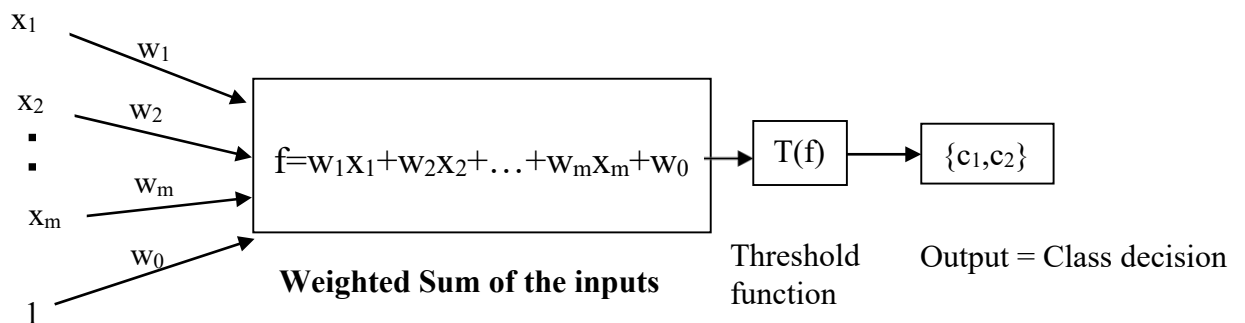 x₁
w₁
x₂
w₂
f=w₁x₁+w₂x₂+…+wₘxₘ+w₀
T(f)
{c₁,c₂}
wₘ
xₘ
w₀
1
Weighted Sum of the inputs
Threshold
function
Output = Class decision